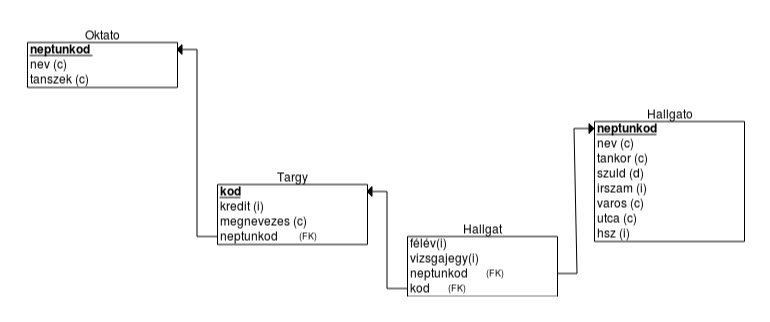 Oktato
neptunkod
nev (c)
tanszek (c)
Targy
kod
kredit (i)
megnevezes (c)
neptunkod (FK)
Hallgat
félév(i)
vizsgajegy(i)
neptunkod (FK)
kod (FK)
Hallgato
neptunkod
nev (c)
tankor (c)
szuld (d)
irszam (i)
varos (c)
utca (c)
hsz (i)